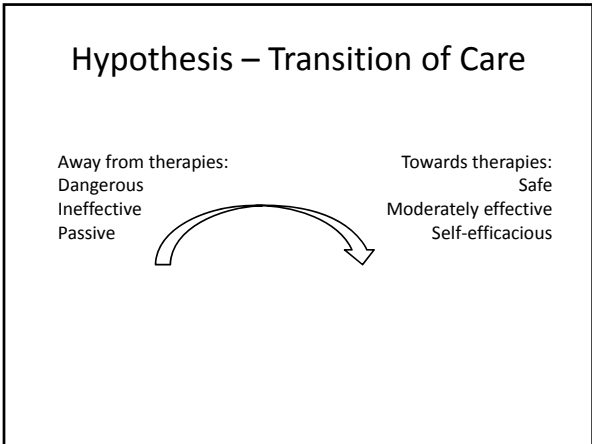 Hypothesis – Transition of Care
Away from therapies:
Dangerous
Ineffective
Passive
Towards therapies:
Safe
Moderately effective
Self-efficacious